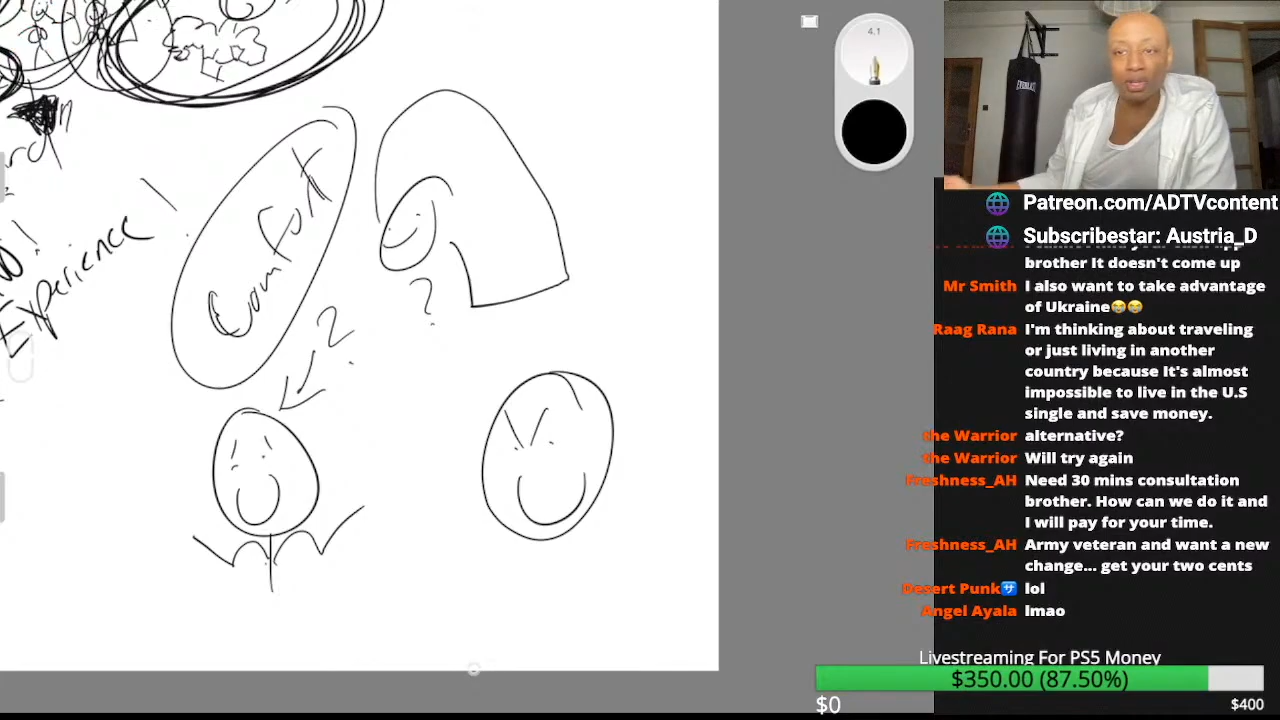 Comfort
Experience!
?
?
4.1
EVERLAST
Patreon.com/ADTVcontent
Subscribestar: Austria_D
brother It doesn't come up
Mr Smith I also want to take advantage
of Ukraine😂😂
Raag Rana I'm thinking about traveling
or just living in another
country because It's almost
impossible to live in the U.S
single and save money.
the Warrior alternative?
the Warrior Will try again
Freshness_AH Need 30 mins consultation
brother. How can we do it and
I will pay for your time.
Freshness_AH Army veteran and want a new
change... get your two cents
Desert Punk🈂️ lol
Angel Ayala lmao
Livestreaming For PS5 Money
$350.00 (87.50%)
$0 $400